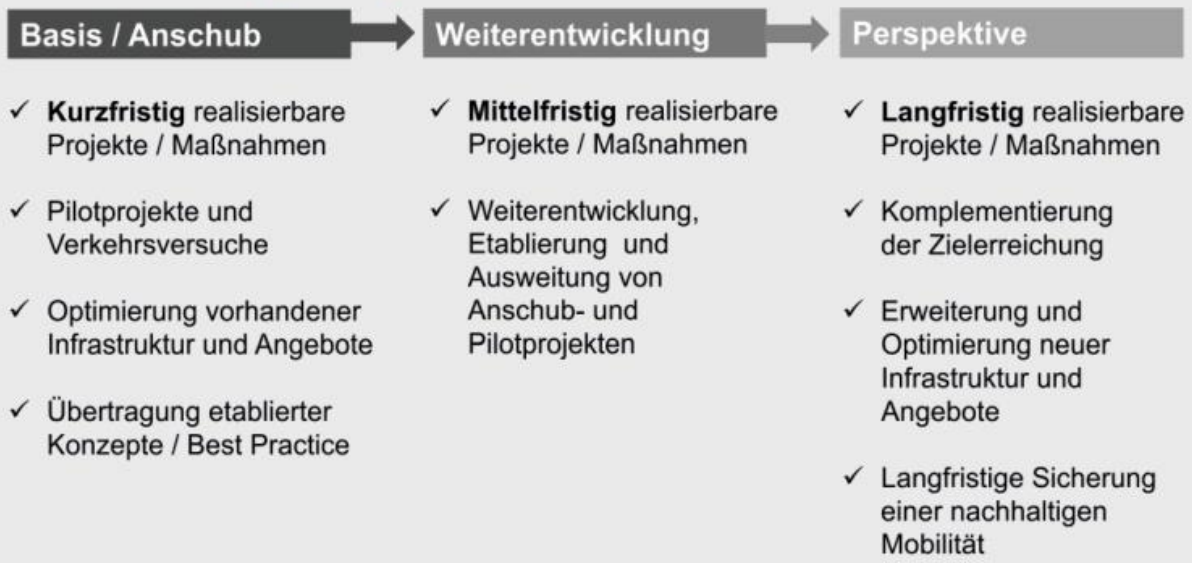 Basis / Anschub
Kurzfristig realisierbare
Projekte / Maßnahmen
Pilotprojekte und
Verkehrsversuche
Optimierung vorhandener
Infrastruktur und Angebote
Übertragung etablierter
Konzepte / Best Practice
Weiterentwicklung
Mittelfristig realisierbare
Projekte / Maßnahmen
Weiterentwicklung,
Etablierung und
Ausweitung von
Anschub- und
Pilotprojekten
Perspektive
Langfristig realisierbare
Projekte / Maßnahmen
Komplementierung
der Zielerreichung
Erweiterung und
Optimierung neuer
Infrastruktur und
Angebote
Langfristige Sicherung
einer nachhaltigen
Mobilität